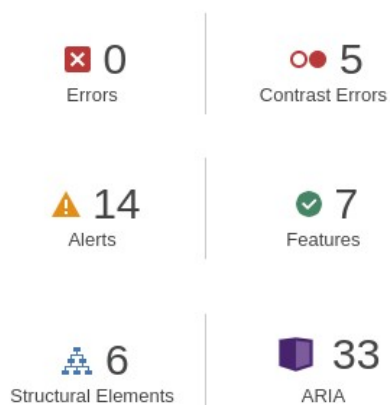 0 5
Errors Contrast Errors
14 7
Alerts Features
6 33
Structural Elements ARIA